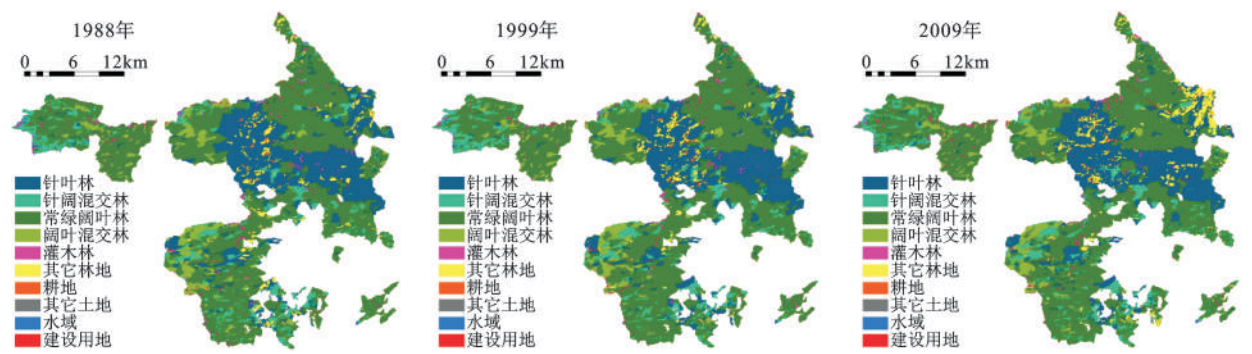 1988年
0 6 12km
针叶林
针阔混交林
常绿阔叶林
阔叶混交林
灌木林
其它林地
耕地
其它土地
水域
建设用地
1999年
0 6 12km
针叶林
针阔混交林
常绿阔叶林
阔叶混交林
灌木林
其它林地
耕地
其它土地
水域
建设用地
2009年
0 6 12km
针叶林
针阔混交林
常绿阔叶林
阔叶混交林
灌木林
其它林地
耕地
其它土地
水域
建设用地